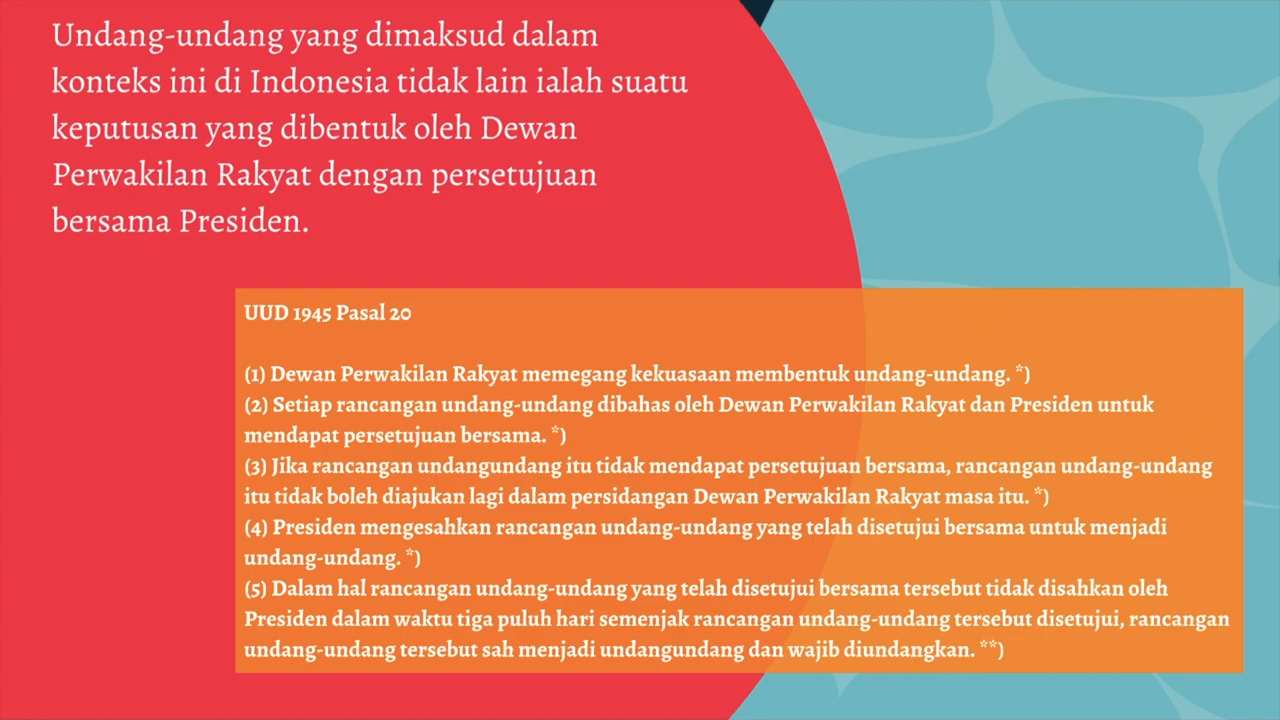 Undang-undang yang dimaksud dalam
konteks ini di Indonesia tidak lain ialah suatu
keputusan yang dibentuk oleh Dewan
Perwakilan Rakyat dengan persetujuan
bersama Presiden.
UUD 1945 Pasal 20
(1) Dewan Perwakilan Rakyat memegang kekuasaan membentuk undang-undang. *)
(2) Setiap rancangan undang-undang dibahas oleh Dewan Perwakilan Rakyat dan Presiden untuk
mendapat persetujuan bersama. *)
(3) Jika rancangan undangundang itu tidak mendapat persetujuan bersama, rancangan undang-undang
itu tidak boleh diajukan lagi dalam persidangan Dewan Perwakilan Rakyat masa itu. *)
(4) Presiden mengesahkan rancangan undang-undang yang telah disetujui bersama untuk menjadi
undang-undang. *)
(5) Dalam hal rancangan undang-undang yang telah disetujui bersama tersebut tidak disahkan oleh
Presiden dalam waktu tiga puluh hari semenjak rancangan undang-undang tersebut disetujui, rancangan
undang-undang tersebut sah menjadi undangundang dan wajib diundangkan. **)